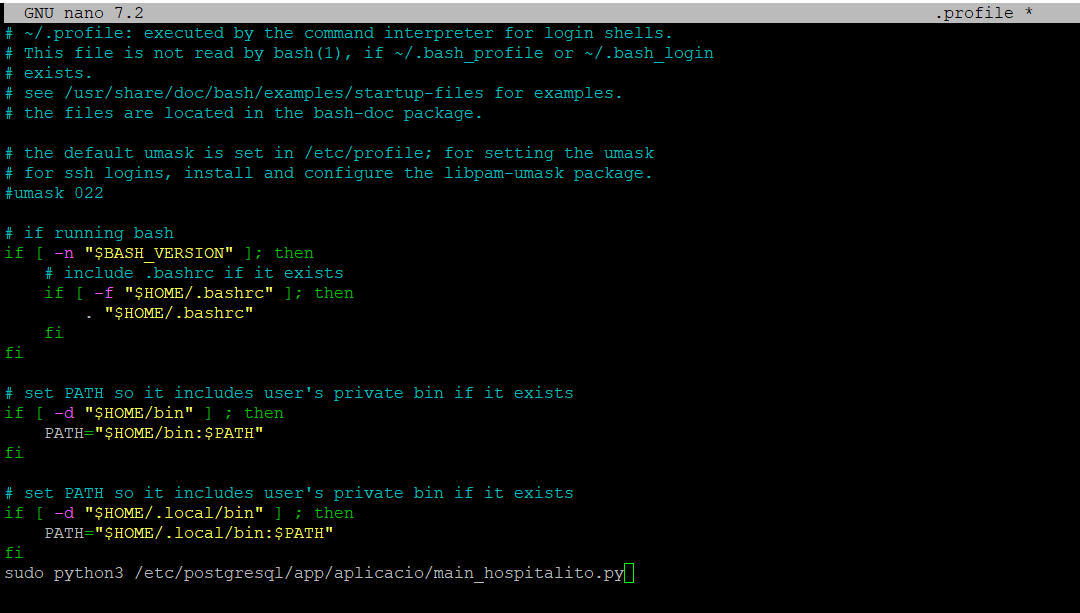 GNU nano 7.2 .profile *
# ~/.profile: executed by the command interpreter for login shells.
# This file is not read by bash(1), if ~/.bash_profile or ~/.bash_login
# exists.
# see /usr/share/doc/bash/examples/startup-files for examples.
# the files are located in the bash-doc package.

# the default umask is set in /etc/profile; for setting the umask
# for ssh logins, install and configure the libpam-umask package.
#umask 022

# if running bash
if [ -n "$BASH_VERSION" ]; then
    # include .bashrc if it exists
    if [ -f "$HOME/.bashrc" ]; then
        . "$HOME/.bashrc"
    fi
fi

# set PATH so it includes user's private bin if it exists
if [ -d "$HOME/bin" ] ; then
    PATH="$HOME/bin:$PATH"
fi

# set PATH so it includes user's private bin if it exists
if [ -d "$HOME/.local/bin" ] ; then
    PATH="$HOME/.local/bin:$PATH"
fi
sudo python3 /etc/postgresql/app/aplicacio/main_hospitalito.py